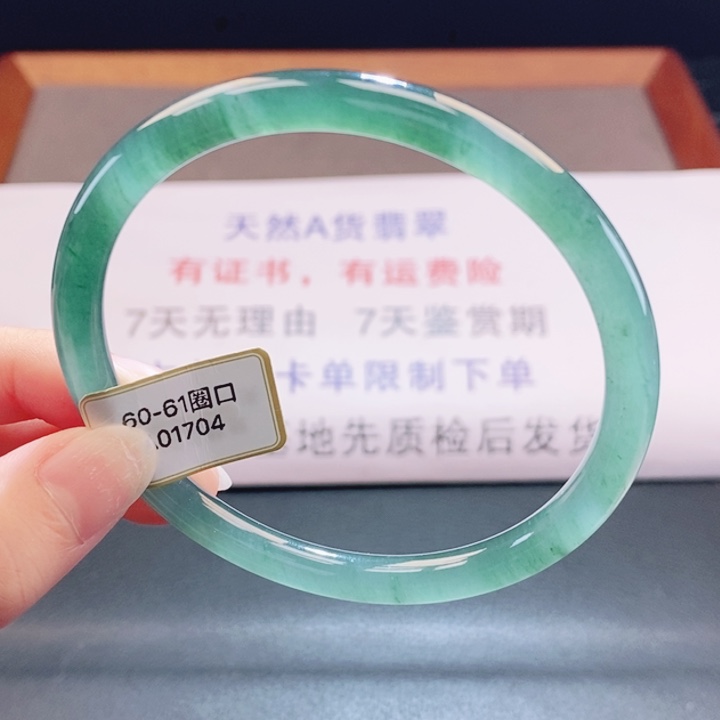 天然A货翡翠
有证书，有运费险
7天无理由 7天鉴赏期
卡单限制下单
地先质检后发货
60-61圈口
01704